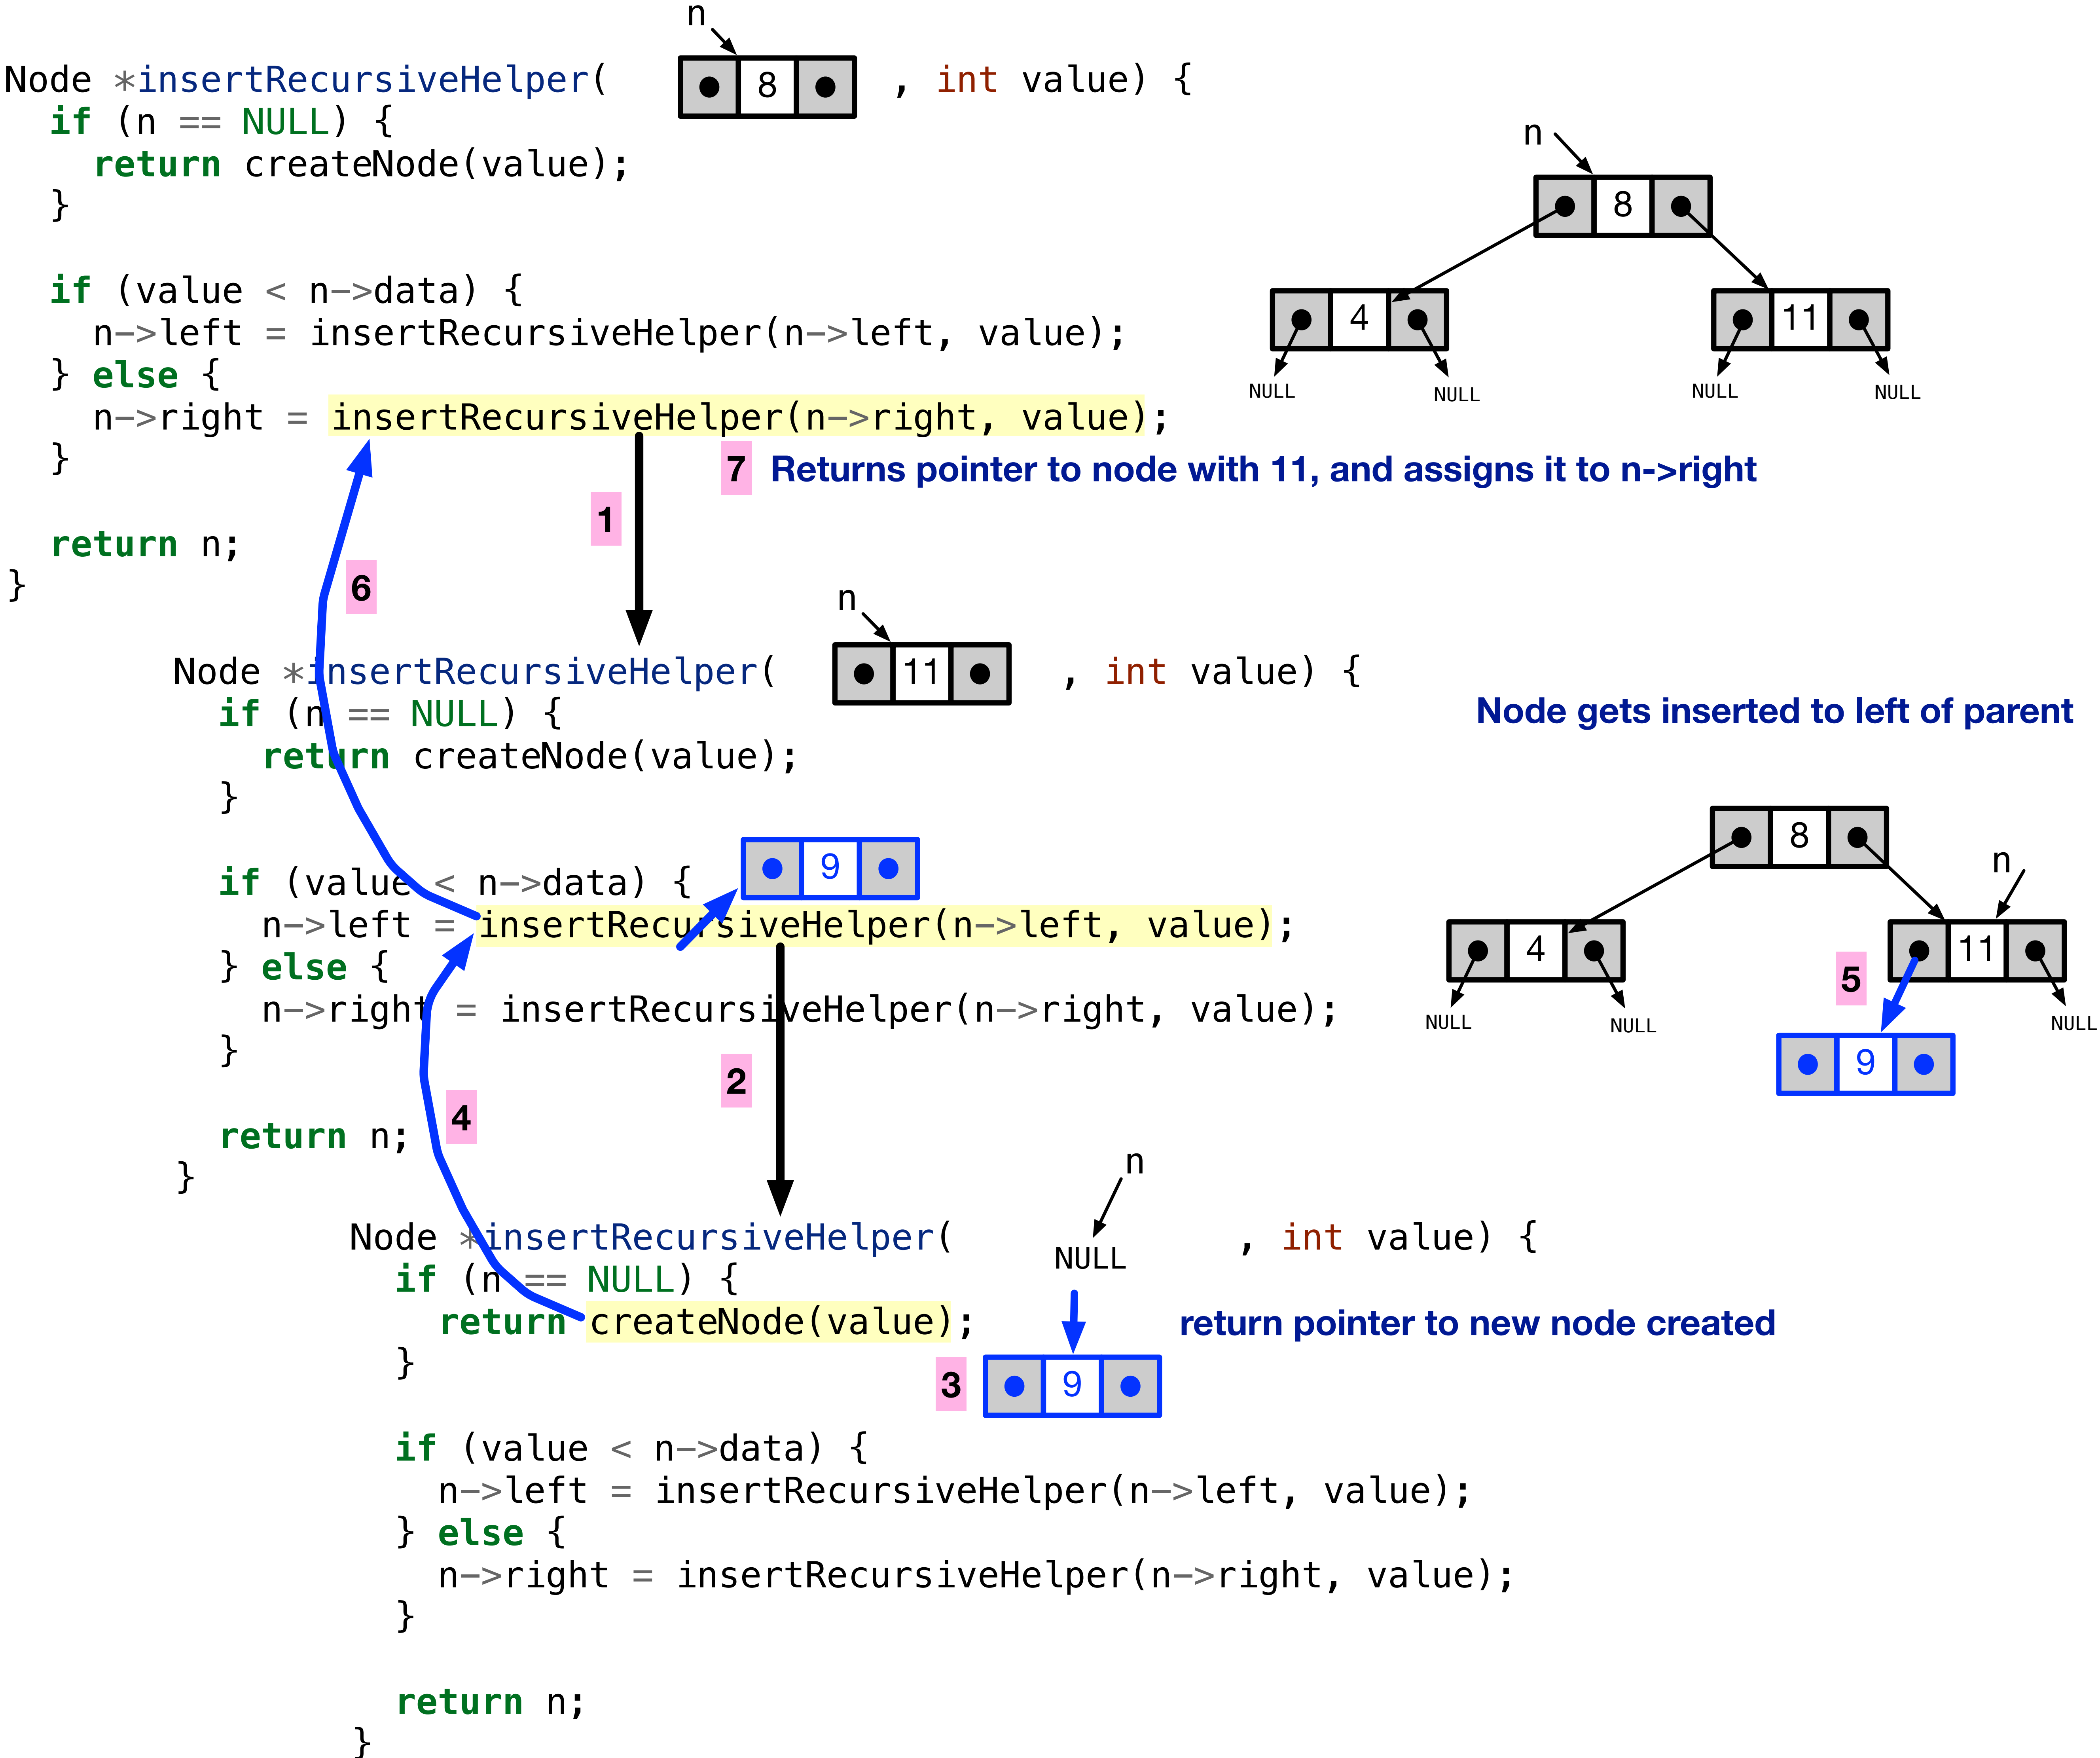 n
Node *insertRecursiveHelper( 8 , int value) {
if (n == NULL) {
return createNode(value);
}
if (value < n->data) {
n->left = insertRecursiveHelper(n->left, value);
} else {
n->right = insertRecursiveHelper(n->right, value);
}
return n;
}
n
8
4
11
NULL
NULL
NULL
NULL
7 Returns pointer to node with 11, and assigns it to n->right
1
6
n
Node *insertRecursiveHelper( 11 , int value) {
if (n == NULL) {
return createNode(value);
}
if (value < n->data) {
9
n->left = insertRecursiveHelper(n->left, value);
} else {
n->right = insertRecursiveHelper(n->right, value);
}
return n;
}
2
4
Node gets inserted to left of parent
8
n
4
11
5
NULL
NULL
NULL
9
n
Node *insertRecursiveHelper( NULL , int value) {
if (n == NULL) {
return createNode(value);
return pointer to new node created
}
3
9
if (value < n->data) {
n->left = insertRecursiveHelper(n->left, value);
} else {
n->right = insertRecursiveHelper(n->right, value);
}
return n;
}